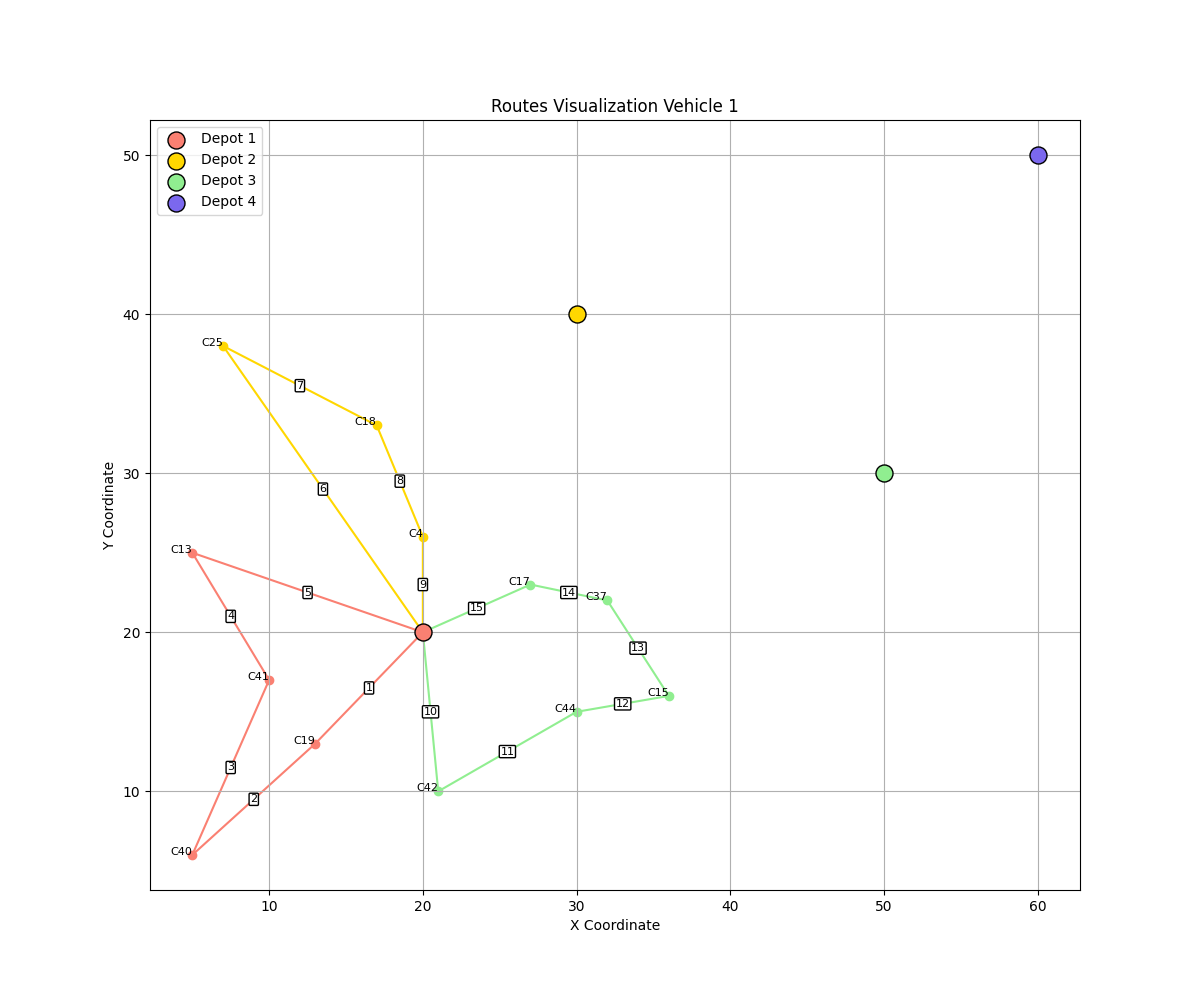 Routes Visualization Vehicle 1
Depot 1
Depot 2
Depot 3
Depot 4
50
40
30
20
10
Y Coordinate
C25
7
C18
8
6
C4
C13
9
5
4
C17
14
C37
15
13
C41
1
C15
12
C44
10
C19
11
3
C42
2
C40
10
20
30
40
50
60
X Coordinate